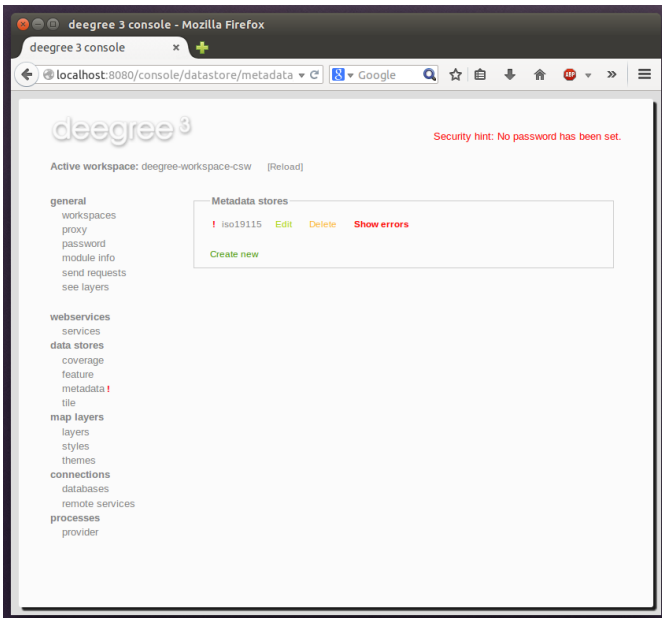 deegree 3 console - Mozilla Firefox
deegree 3 console
localhost:8080/console/datastore/metadata
Google
ABP
deegree 3
Security hint: No password has been set.
Active workspace: deegree-workspace-csw [Reload]
general
workspaces
proxy
password
module info
send requests
see layers
webservices
services
data stores
coverage
feature
metadata !
tile
map layers
layers
styles
themes
connections
databases
remote services
processes
provider
Metadata stores
! iso19115 Edit Delete Show errors
Create new